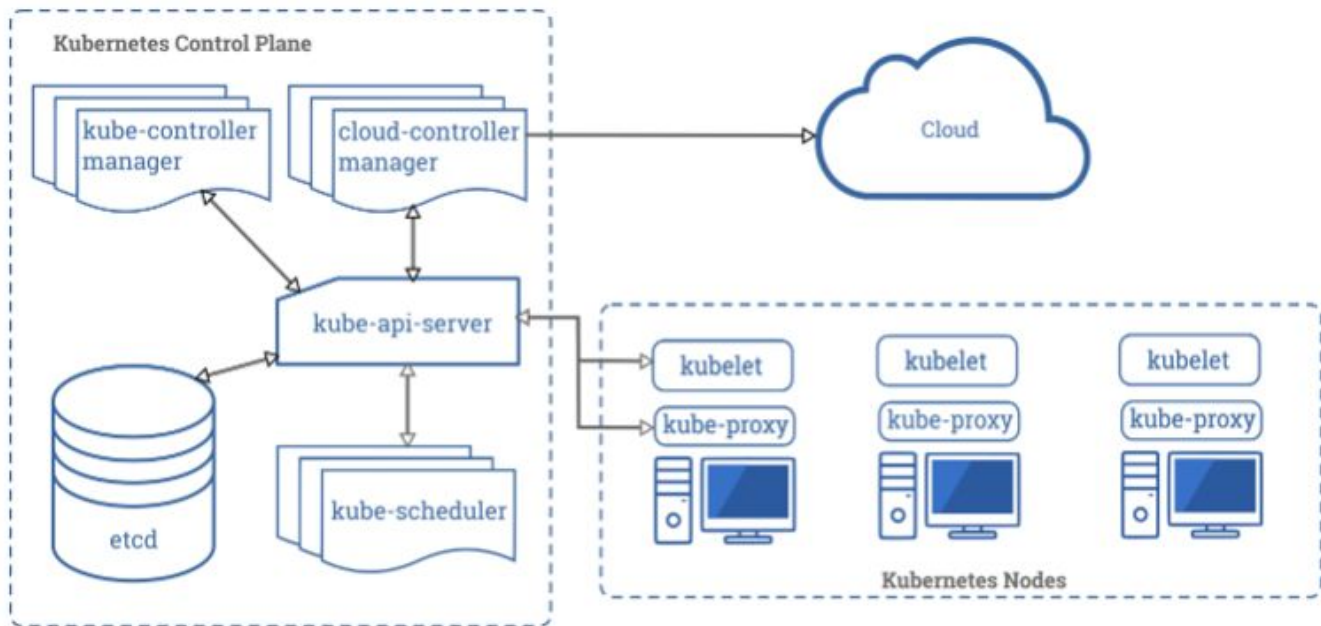 Kubernetes Control Plane
kube-controller
manager
cloud-controller
manager
Cloud
kube-api-server
etcd
kube-scheduler
kubelet
kubelet
kubelet
kube-proxy
kube-proxy
kube-proxy
Kubernetes Nodes